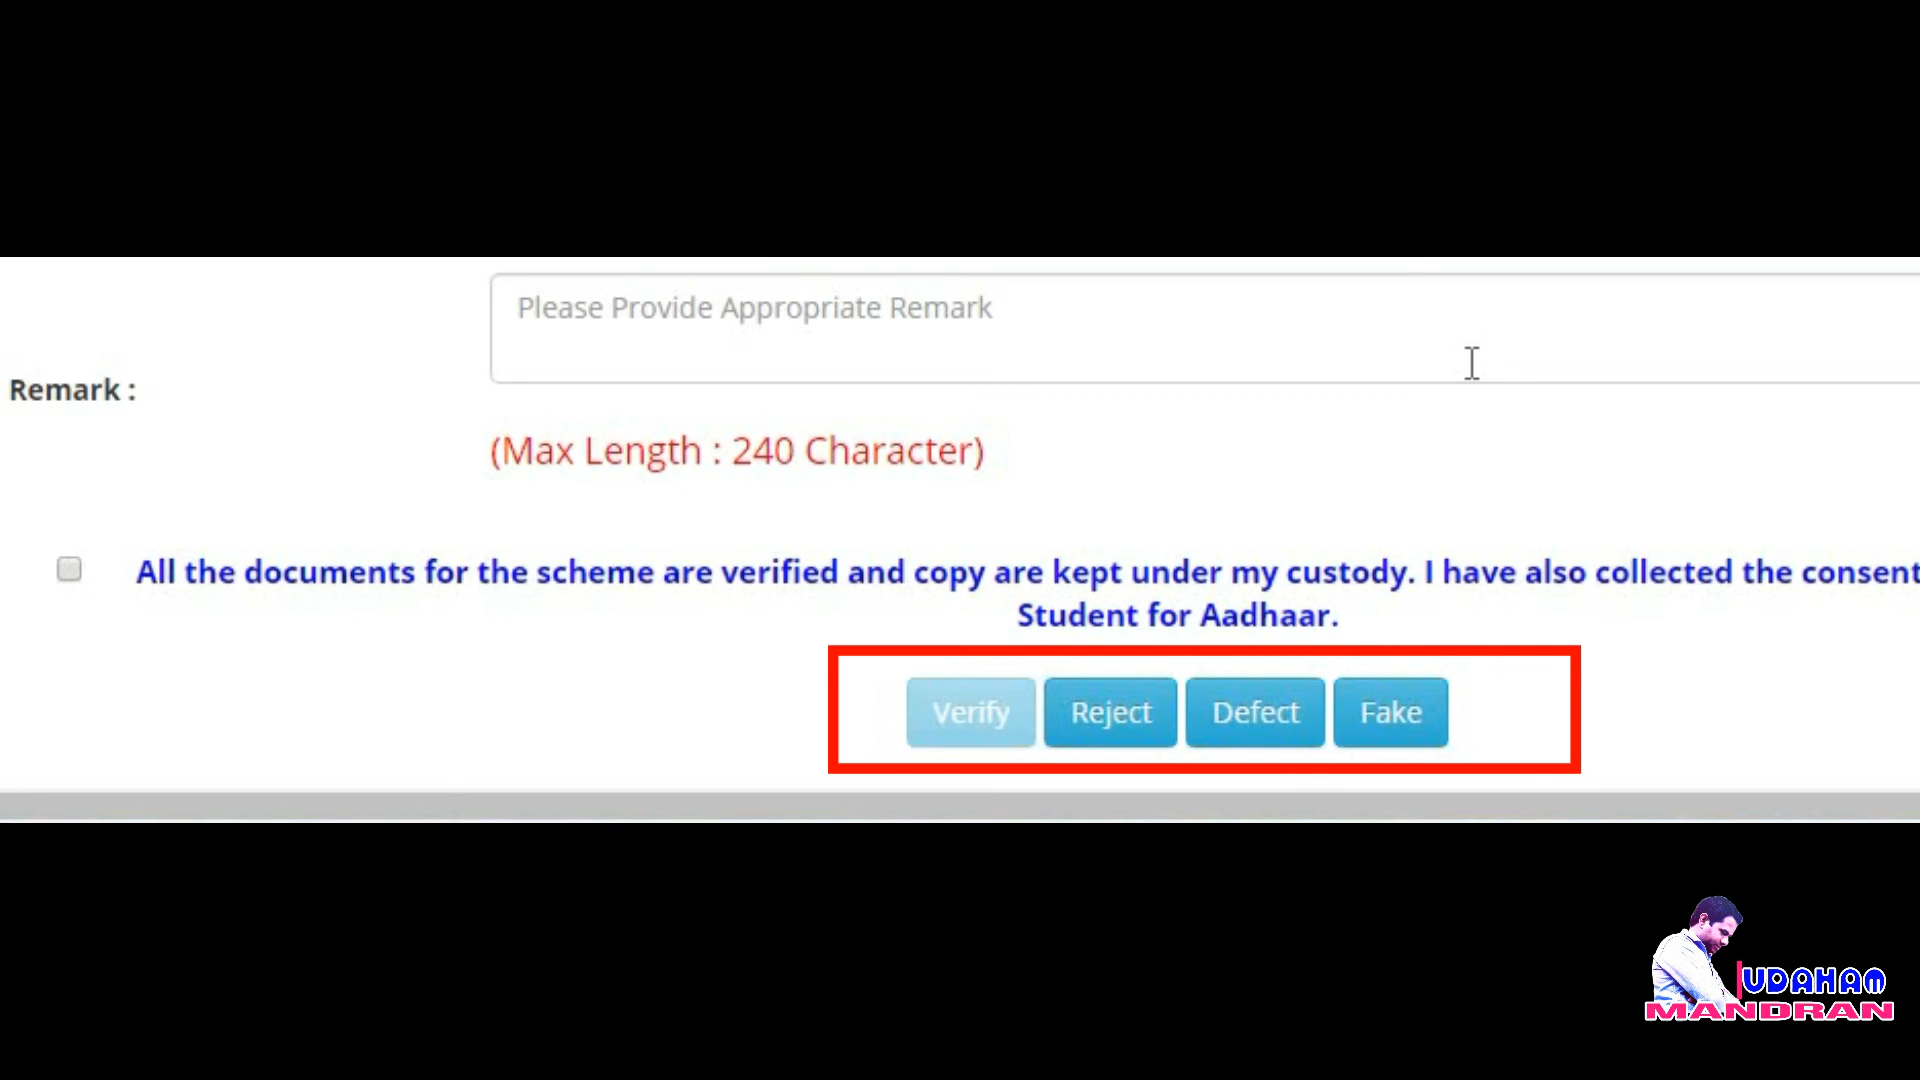 Please Provide Appropriate Remark
Remark :
(Max Length : 240 Character)
All the documents for the scheme are verified and copy are kept under my custody. I have also collected the consent
Student for Aadhaar.
Verify Reject Defect Fake
UDAHAM
MANDRAN